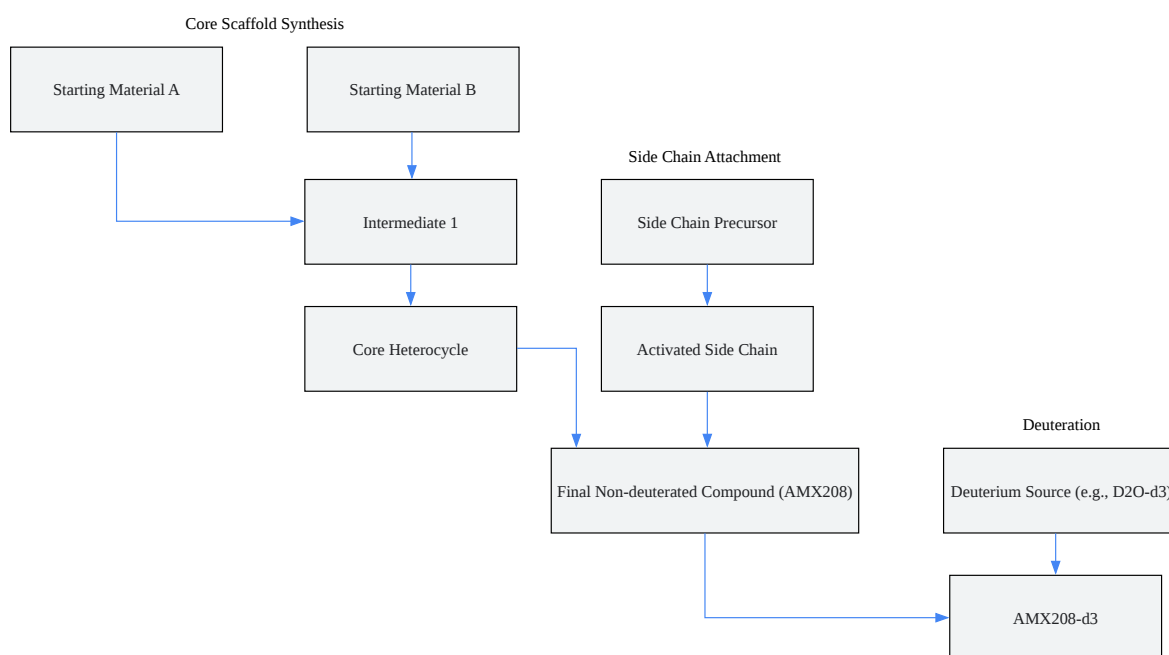 Core Scaffold Synthesis
Starting Material A
Starting Material B
Side Chain Attachment
Intermediate 1
Side Chain Precursor
Core Heterocycle
Activated Side Chain
Deuteration
Final Non-deuterated Compound (AMX208)
Deuterium Source (e.g., D2O-d3)
AMX208-d3